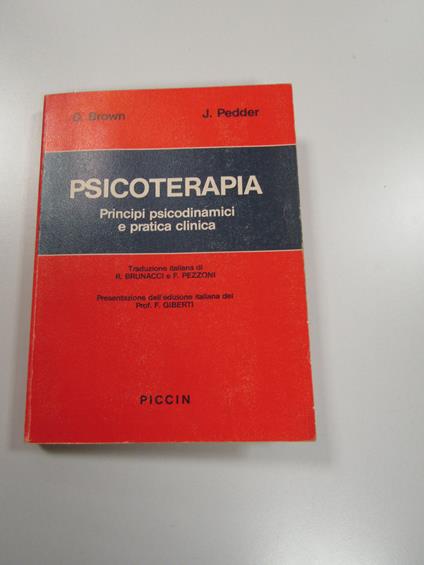 D. Brown J. Pedder
PSICOTERAPIA
Principi psicodinamici
e pratica clinica
Traduzione italiana di
R. BRUNACCI e F. PEZZONI
Presentazione dell'edizione italiana del
Prof. F. GIBERTI
PICCIN